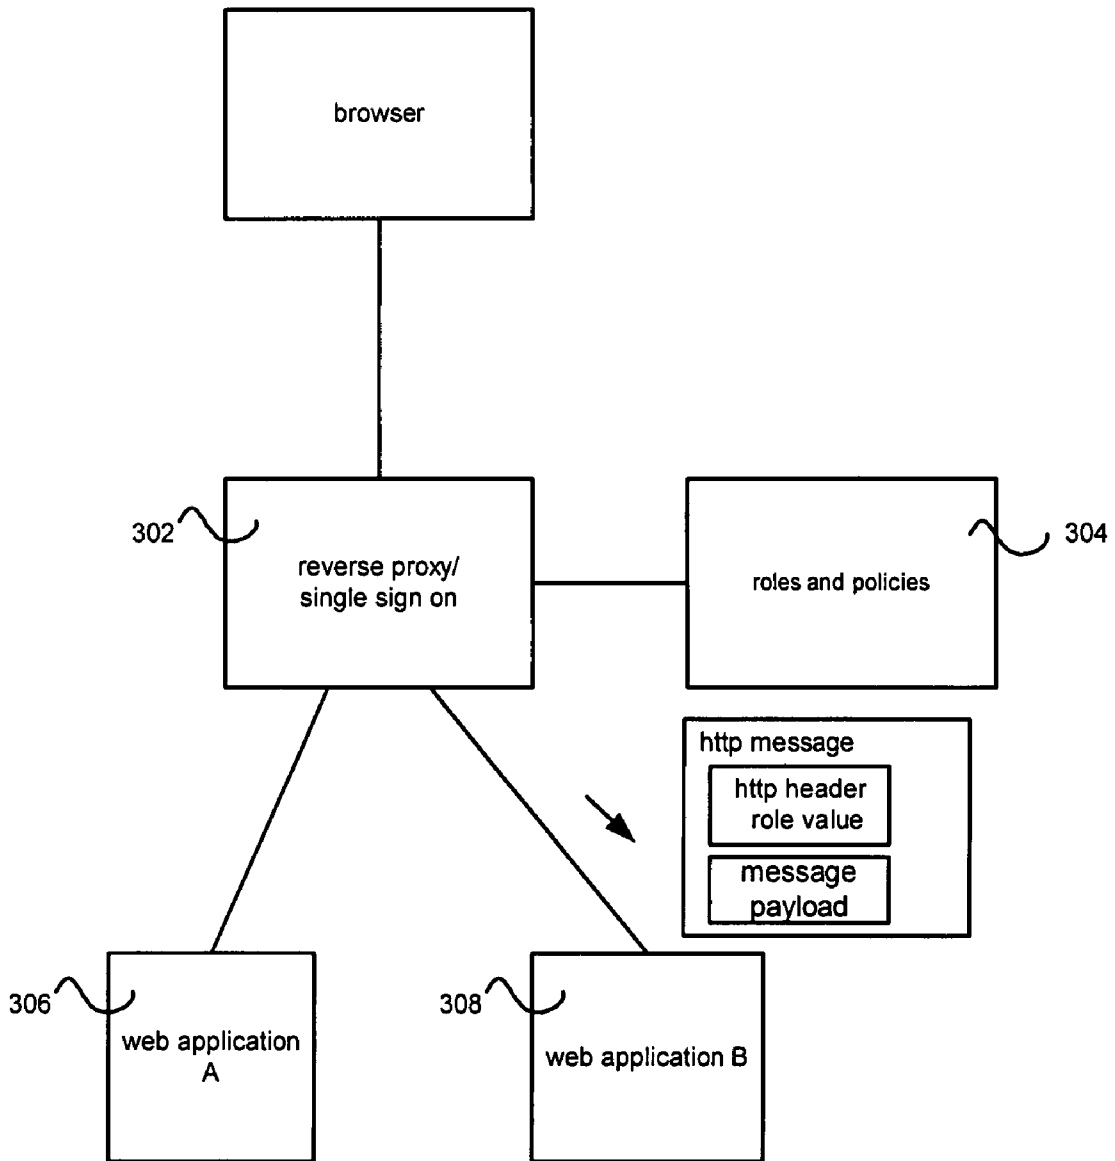 browser
302
reverse proxy/
single sign on
roles and policies
304
http message
http header
role value
message
payload
306
web application
A
308
web application B